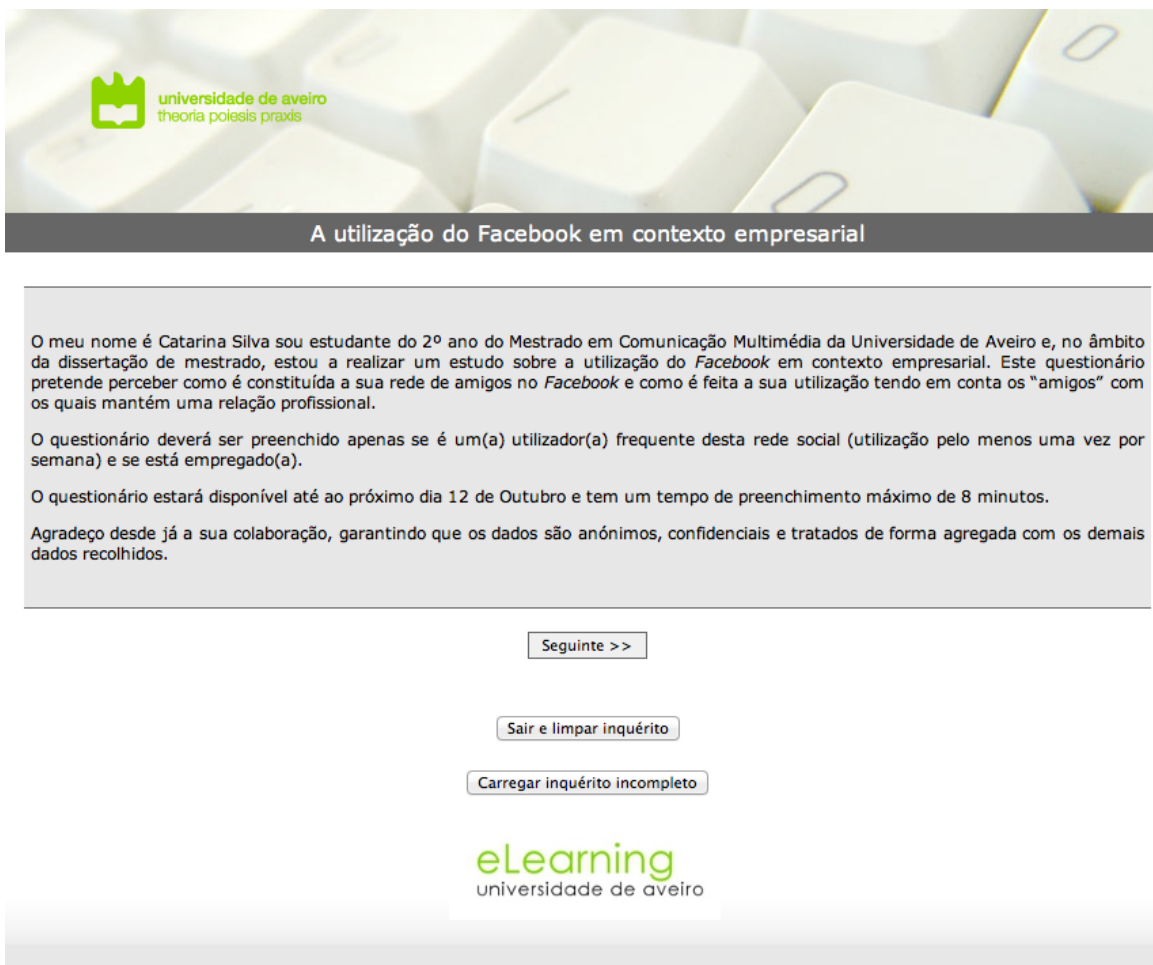 universidade de aveiro
theoria poiesis praxis
A utilização do Facebook em contexto empresarial
O meu nome é Catarina Silva sou estudante do 2º ano do Mestrado em Comunicação Multimédia da Universidade de Aveiro e, no âmbito
da dissertação de mestrado, estou a realizar um estudo sobre a utilização do Facebook em contexto empresarial. Este questionário
pretende perceber como é constituída a sua rede de amigos no Facebook e como é feita a sua utilização tendo em conta os “amigos” com
os quais mantém uma relação profissional.
O questionário deverá ser preenchido apenas se é um(a) utilizador(a) frequente desta rede social (utilização pelo menos uma vez por
semana) e se está empregado(a).
O questionário estará disponível até ao próximo dia 12 de Outubro e tem um tempo de preenchimento máximo de 8 minutos.
Agradeço desde já a sua colaboração, garantindo que os dados são anónimos, confidenciais e tratados de forma agregada com os demais
dados recolhidos.
Seguinte >>
Sair e limpar inquérito
Carregar inquérito incompleto
eLearning
universidade de aveiro